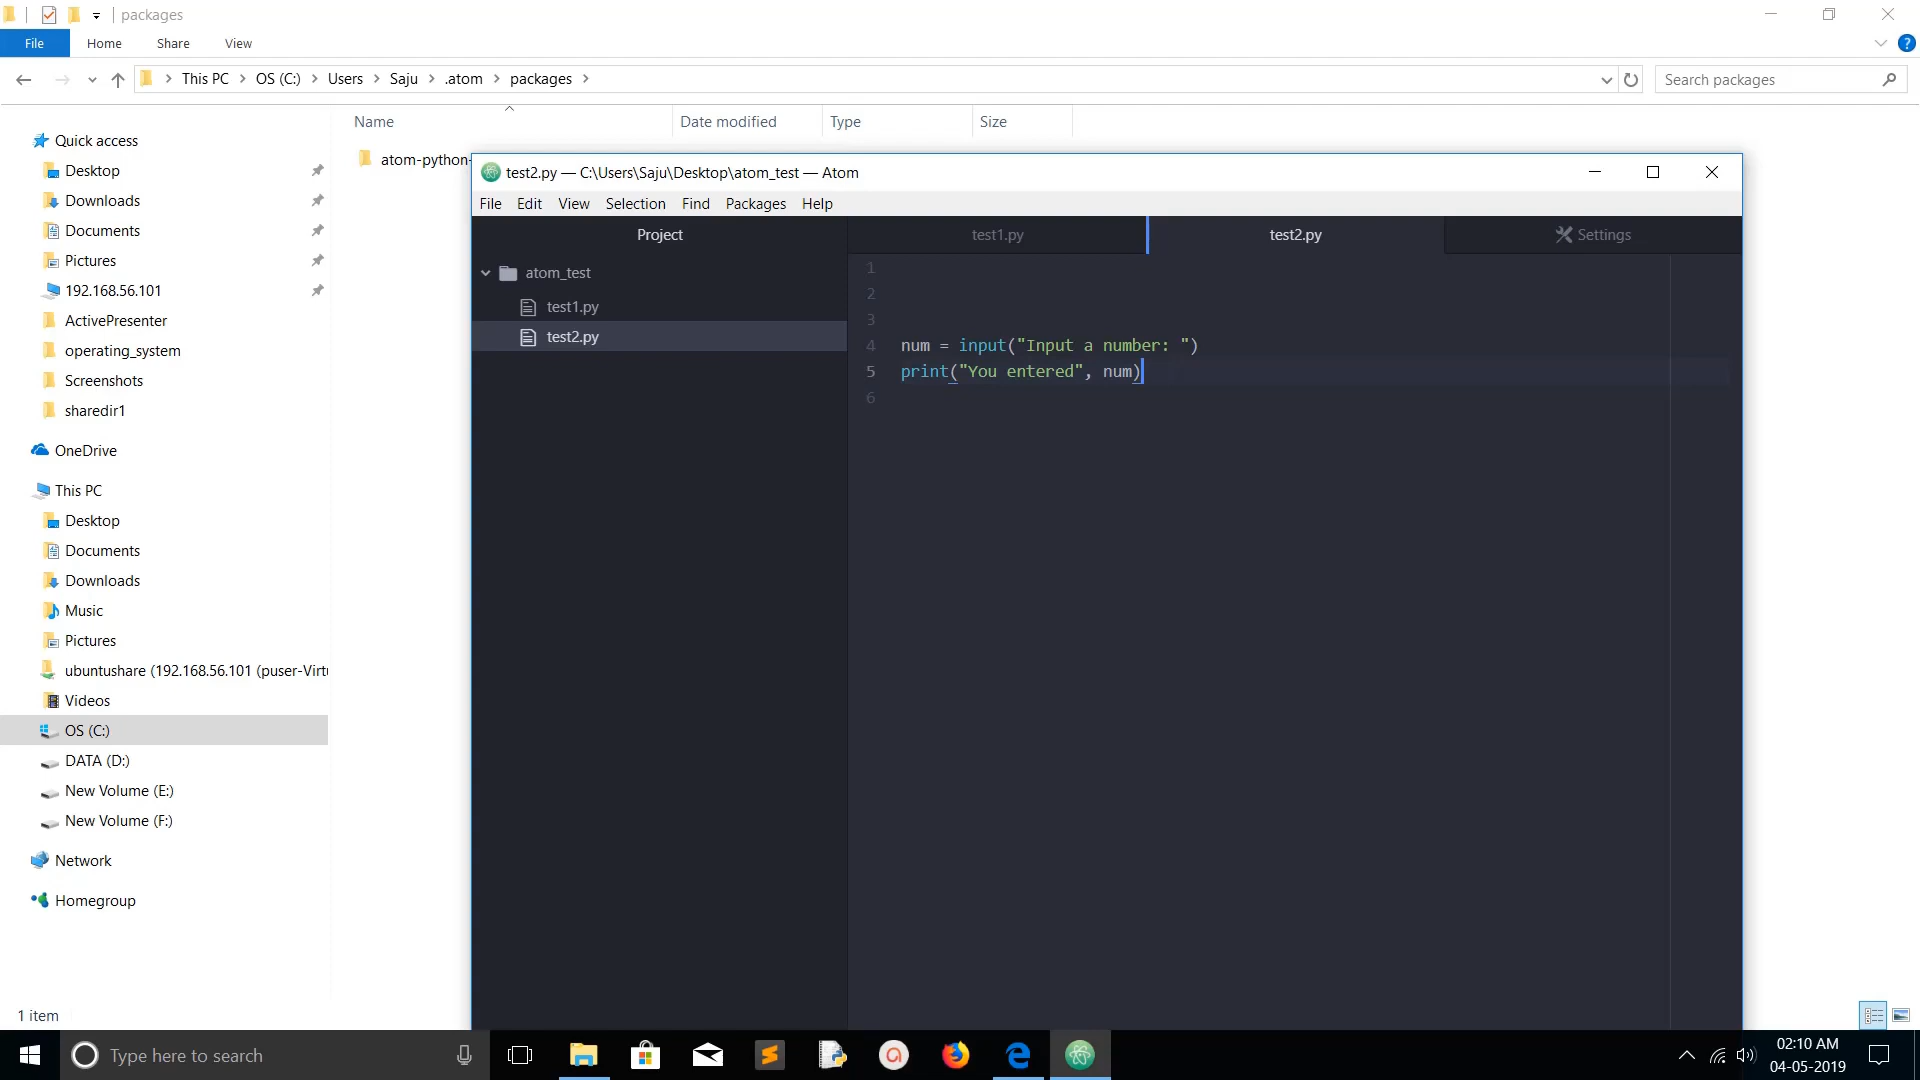 packages
File Home Share View
This PC OS (C:) Users Saju .atom packages
Search packages
Name Date modified Type Size
atom-python-
Quick access
Desktop
Downloads
Documents
Pictures
192.168.56.101
ActivePresenter
operating_system
Screenshots
sharedir1
OneDrive
This PC
Desktop
Documents
Downloads
Music
Pictures
ubuntushare (192.168.56.101 (puser-Virtu
Videos
OS (C:)
DATA (D:)
New Volume (E:)
New Volume (F:)
Network
Homegroup
1 item
test2.py — C:\Users\Saju\Desktop\atom_test — Atom
File Edit View Selection Find Packages Help
Project
atom_test
test1.py
test2.py
test1.py test2.py Settings
1
2
3
4 num = input("Input a number: ")
5 print("You entered", num)
6
Type here to search
02:10 AM
04-05-2019